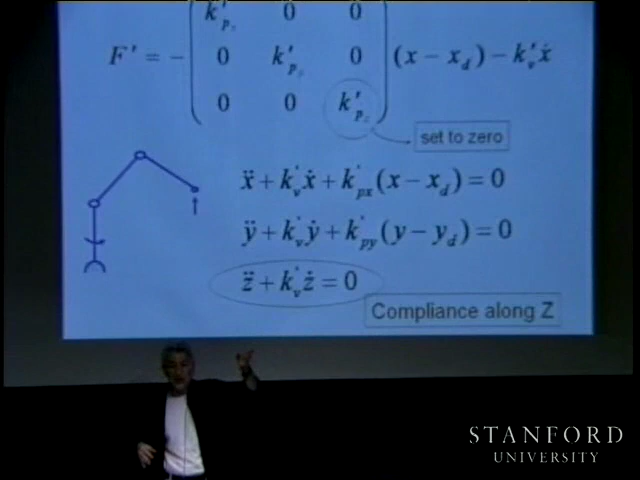 k'px 0 0
F' = - 0 k'py 0 (x - xd) - k'v ẋ
0 0 k'pz
set to zero
ẍ + k'v ẋ + k'px (x - xd) = 0
ÿ + k'v ẏ + k'py (y - yd) = 0
z̈ + k'v ż = 0
Compliance along Z
STANFORD
UNIVERSITY